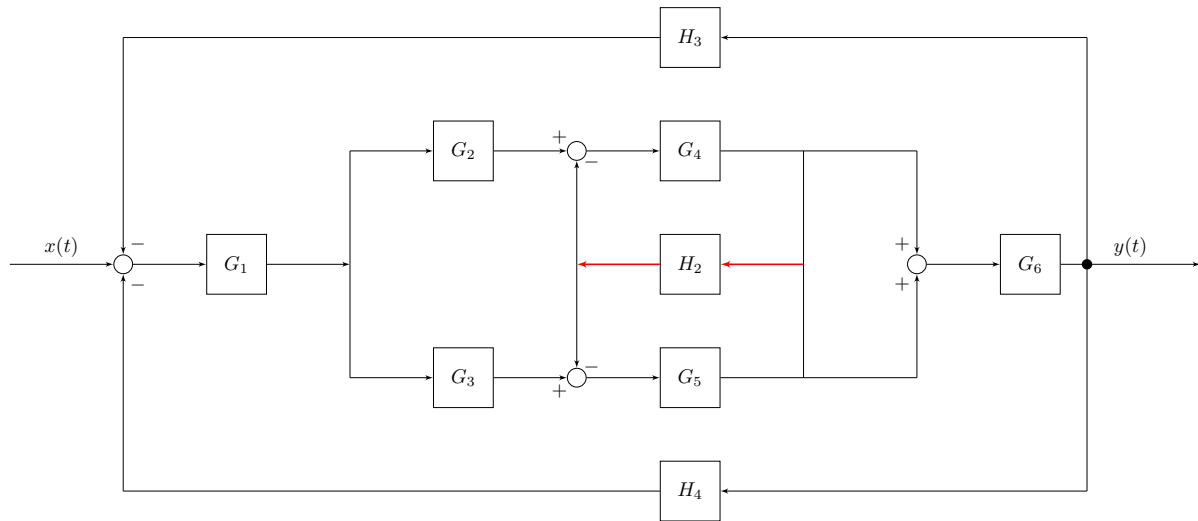 H₃
+
G₂
−
G₄
x(t)
−
−
G₁
H₂
+
+
G₆
y(t)
G₃
+
−
G₅
H₄